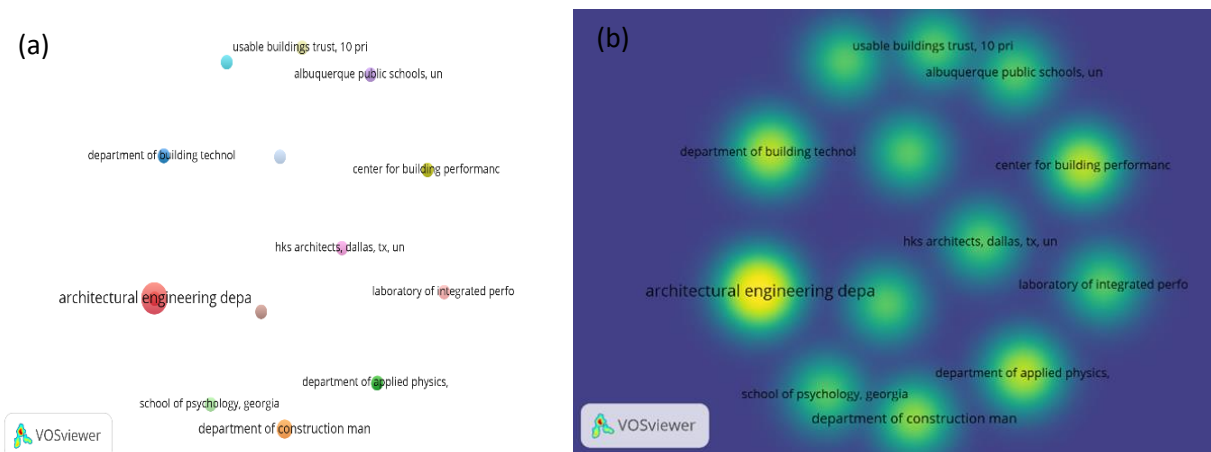 (a)
usable buildings trust, 10 pri
albuquerque public schools, un
department of building technol
center for building performanc
hks architects, dallas, tx, un
architectural engineering depa
laboratory of integrated perfo
department of applied physics,
school of psychology, georgia
department of construction man
VOSviewer
(b)
usable buildings trust, 10 pri
albuquerque public schools, un
department of building technol
center for building performanc
hks architects, dallas, tx, un
laboratory of integrated perfo
architectural engineering depa
department of applied physics,
school of psychology, georgia
department of construction man
VOSviewer